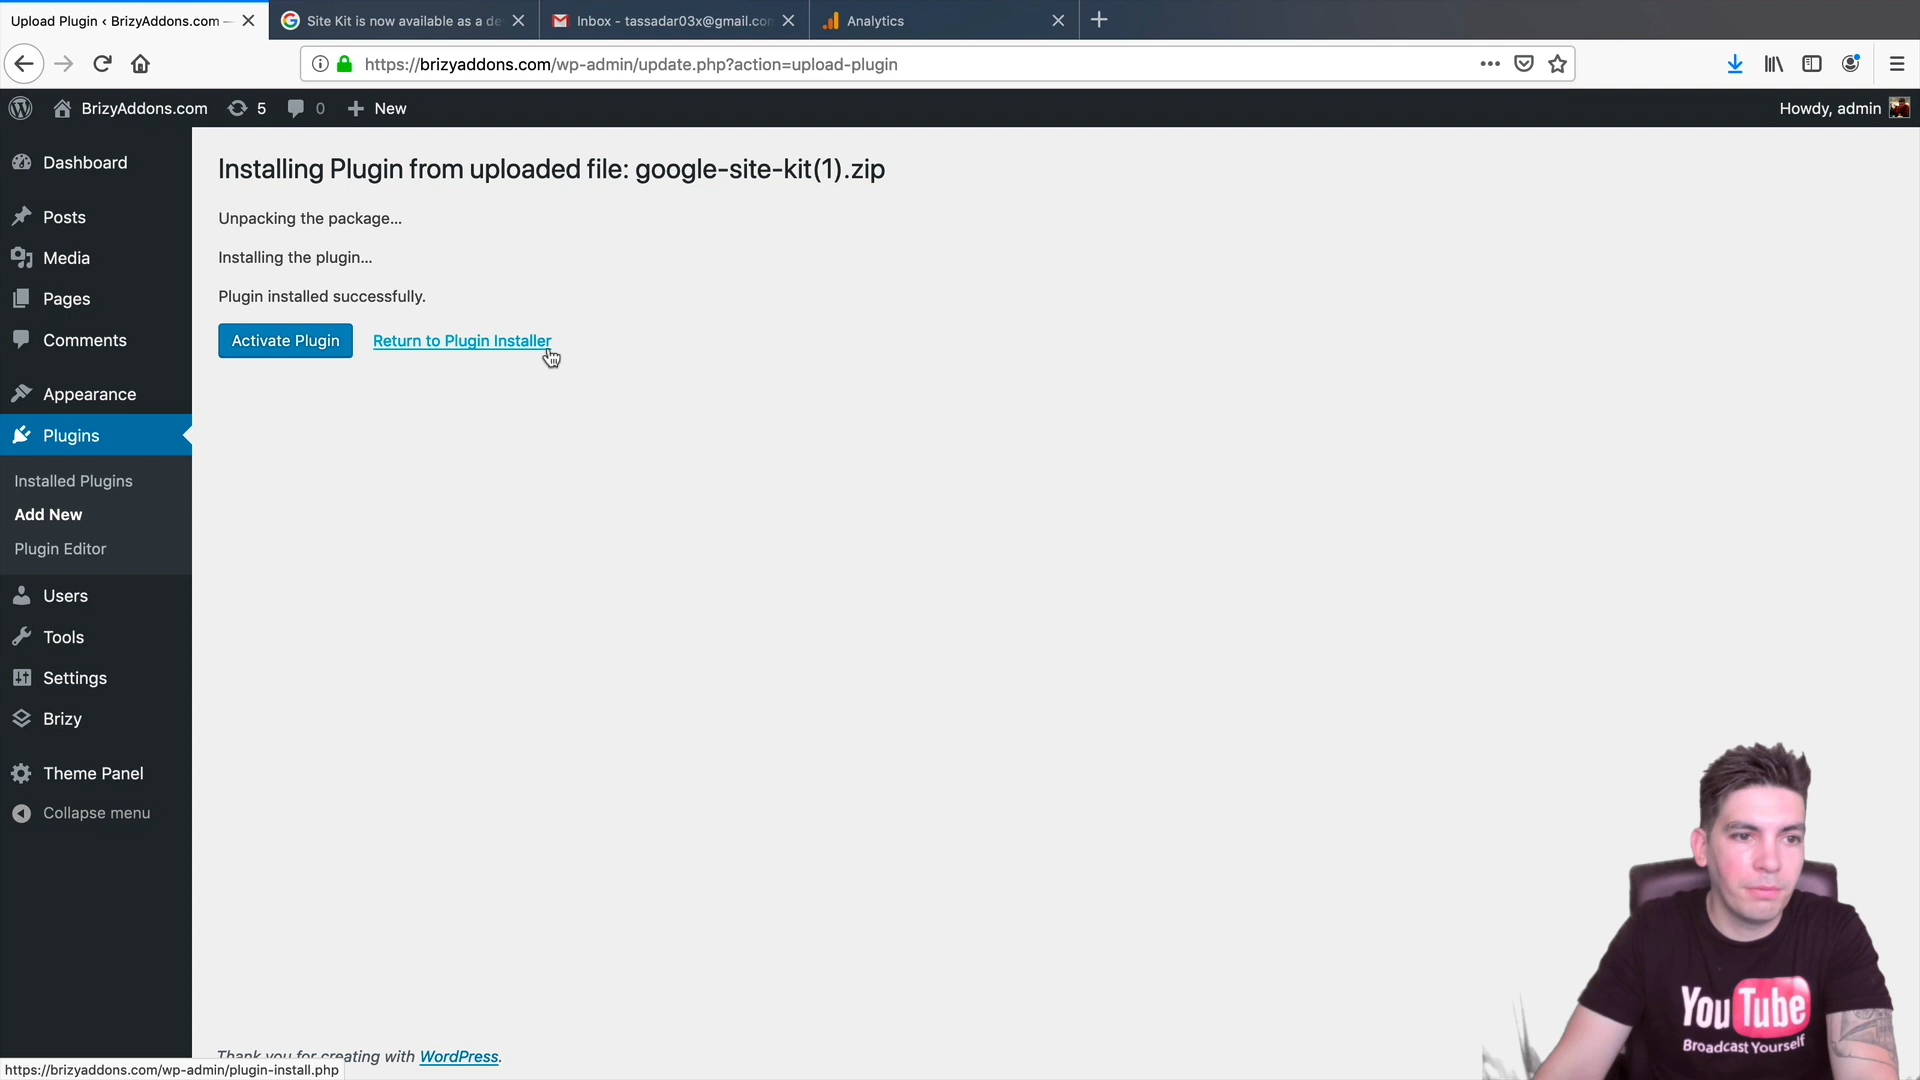 Upload Plugin ‹ BrizyAddons.com —
Site Kit is now available as a de
Inbox - tassadar03x@gmail.com
Analytics
https://brizyaddons.com/wp-admin/update.php?action=upload-plugin
BrizyAddons.com
5
0
New
Howdy, admin
Dashboard
Posts
Media
Pages
Comments
Appearance
Plugins
Installed Plugins
Add New
Plugin Editor
Users
Tools
Settings
Brizy
Theme Panel
Collapse menu
Installing Plugin from uploaded file: google-site-kit(1).zip
Unpacking the package...
Installing the plugin...
Plugin installed successfully.
Activate Plugin
Return to Plugin Installer
YouTube
Broadcast Yourself
Thank you for creating with WordPress.
https://brizyaddons.com/wp-admin/plugin-install.php